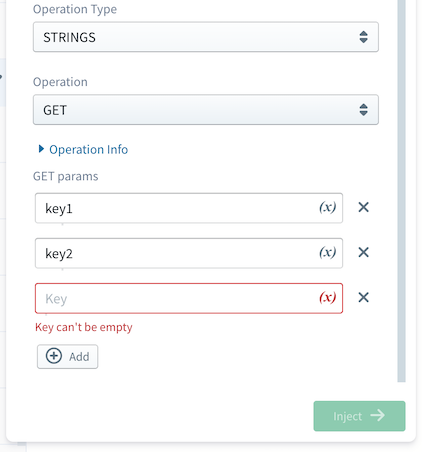 Operation Type
STRINGS
Operation
GET
Operation Info
GET params
key1 (x)
key2 (x)
Key (x)
Key can't be empty
Add
Inject